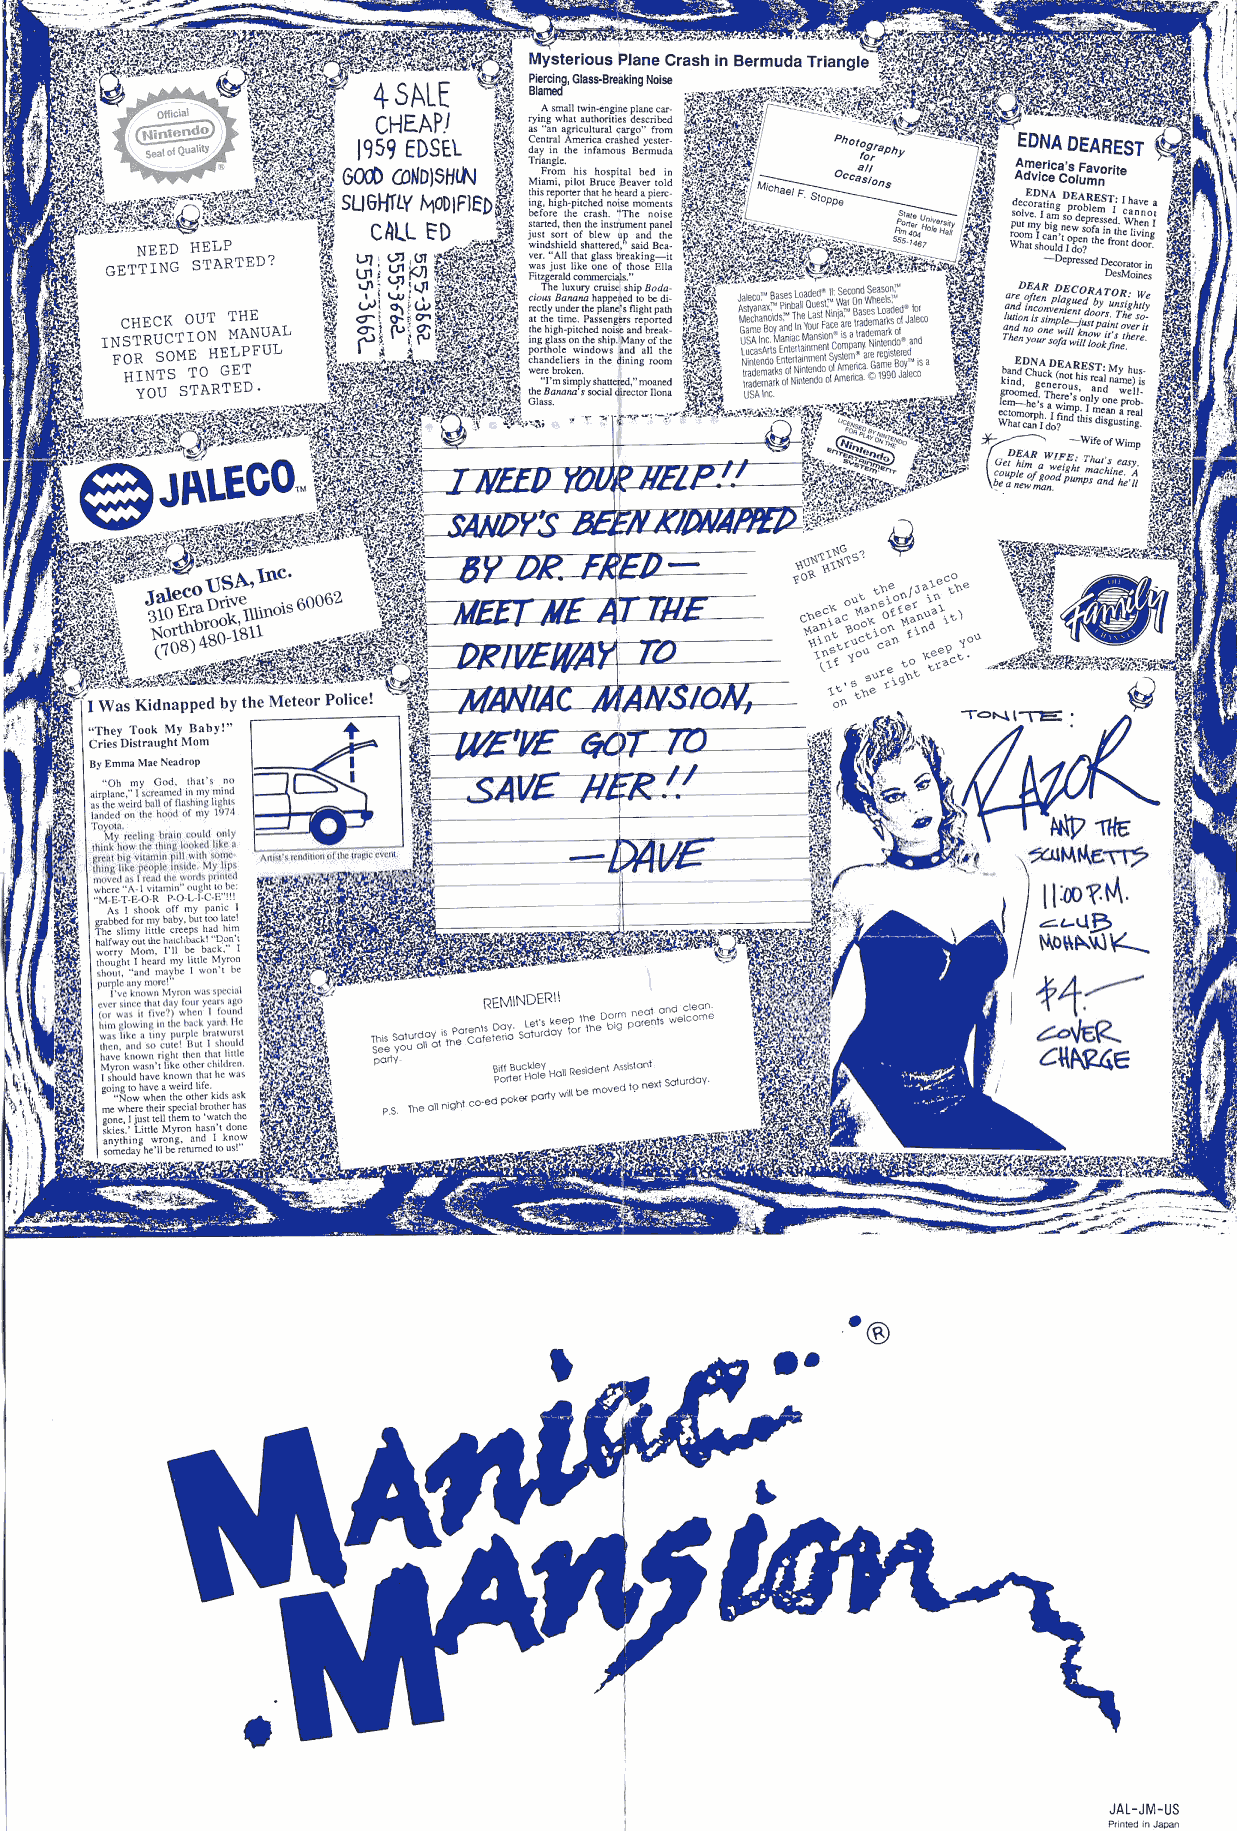 Official
Nintendo
Seal of Quality
®
4 SALE
CHEAP!
1959 EDSEL
GOOD CONDISHUN
SLIGHTLY MODIFIED
CALL ED
555-3662
555-3662
555-3662
Mysterious Plane Crash in Bermuda Triangle
Piercing, Glass-Breaking Noise
Blamed
A small twin-engine plane car-
rying what authorities described
as "an agricultural cargo" from
Central America crashed yester-
day in the infamous Bermuda
Triangle.
From his hospital bed in
Miami, pilot Bruce Beaver told
this reporter that he heard a pierc-
ing, high-pitched noise moments
before the crash. "The noise
started, then the instrument panel
just sort of blew up and the
windshield shattered," said Bea-
ver. "All that glass breaking—it
was just like one of those Ella
Fitzgerald commercials."
The luxury cruise ship Boda-
cious Banana happened to be di-
rectly under the plane's flight path
at the time. Passengers reported
the high-pitched noise and break-
ing glass on the ship. Many of the
porthole windows and all the
chandeliers in the dining room
were broken.
"I'm simply shattered," moaned
the Banana's social director Ilona
Glass.
Photography
for
all
Occasions
Michael F. Stoppe
State University
Porter Hole Hall
Rm 404
555-1467
EDNA DEAREST
America's Favorite
Advice Column
EDNA DEAREST: I have a
decorating problem I cannot
solve. I am so depressed. When I
put my big new sofa in the living
room I can't open the front door.
What should I do?
—Depressed Decorator in
DesMoines
DEAR DECORATOR: We
are often plagued by unsightly
and inconvenient doors. The so-
lution is simple—just paint over it
and no one will know it's there.
Then your sofa will look fine.
EDNA DEAREST: My hus-
band Chuck (not his real name) is
kind, generous, and well-
groomed. There's only one prob-
lem—he's a wimp. I mean a real
ectomorph. I find this disgusting.
What can I do?
—Wife of Wimp
* DEAR WIFE: That's easy.
Get him a weight machine. A
couple of good pumps and he'll
be a new man.
NEED HELP
GETTING STARTED?
CHECK OUT THE
INSTRUCTION MANUAL
FOR SOME HELPFUL
HINTS TO GET
YOU STARTED.
Jaleco™ Bases Loaded® II: Second Season,™
Astyanax,™ Pinball Quest,™ War On Wheels,™
Mechanoids,™ The Last Ninja,™ Bases Loaded® for
Game Boy and In Your Face are trademarks of Jaleco
USA Inc. Maniac Mansion® is a trademark of
LucasArts Entertainment Company. Nintendo® and
Nintendo Entertainment System® are registered
trademarks of Nintendo of America. Game Boy™ is a
trademark of Nintendo of America. © 1990 Jaleco
USA Inc.
LICENSED BY NINTENDO
FOR PLAY ON THE
Nintendo
ENTERTAINMENT
SYSTEM
JALECO™
Jaleco USA, Inc.
310 Era Drive
Northbrook, Illinois 60062
(708) 480-1811
I NEED YOUR HELP!!
SANDY'S BEEN KIDNAPPED
BY DR. FRED—
MEET ME AT THE
DRIVEWAY TO
MANIAC MANSION,
WE'VE GOT TO
SAVE HER!!
—DAVE
HUNTING
FOR HINTS?
Check out the
Maniac Mansion/Jaleco
Hint Book Offer in the
Instruction Manual
(If you can find it)
It's sure to keep you
on the right tract.
THE
Family
CHANNEL
I Was Kidnapped by the Meteor Police!
"They Took My Baby!"
Cries Distraught Mom
By Emma Mae Neadrop
"Oh my God, that's no
airplane," I screamed in my mind
as the weird ball of flashing lights
landed on the hood of my 1974
Toyota.
My reeling brain could only
think how the thing looked like a
great big vitamin pill with some-
thing like people inside. My lips
moved as I read the words printed
where "A-1 vitamin" ought to be:
"M-E-T-E-O-R P-O-L-I-C-E"!!!
As I shook off my panic I
grabbed for my baby, but too late!
The slimy little creeps had him
halfway out the hatchback! "Don't
worry Mom, I'll be back," I
thought I heard my little Myron
shout, "and maybe I won't be
purple any more!"
I've known Myron was special
ever since that day four years ago
(or was it five?) when I found
him glowing in the back yard. He
was like a tiny purple bratwurst
then, and so cute! But I should
have known right then that little
Myron wasn't like other children.
I should have known that he was
going to have a weird life.
"Now when the other kids ask
me where their special brother has
gone, I just tell them to 'watch the
skies.' Little Myron hasn't done
anything wrong, and I know
someday he'll be returned to us!"
Artist's rendition of the tragic event.
TONITE:
RAZOR
AND THE
SCUMMETTS
11:00 P.M.
CLUB
MOHAWK
$4.—
COVER
CHARGE
REMINDER!!
This Saturday is Parents Day. Let's keep the Dorm neat and clean.
See you all at the Cafeteria Saturday for the big parents welcome
party.
Biff Buckley
Porter Hole Hall Resident Assistant
P.S. The all night co-ed poker party will be moved to next Saturday.
Maniac ®
Mansion
JAL-JM-US
Printed in Japan